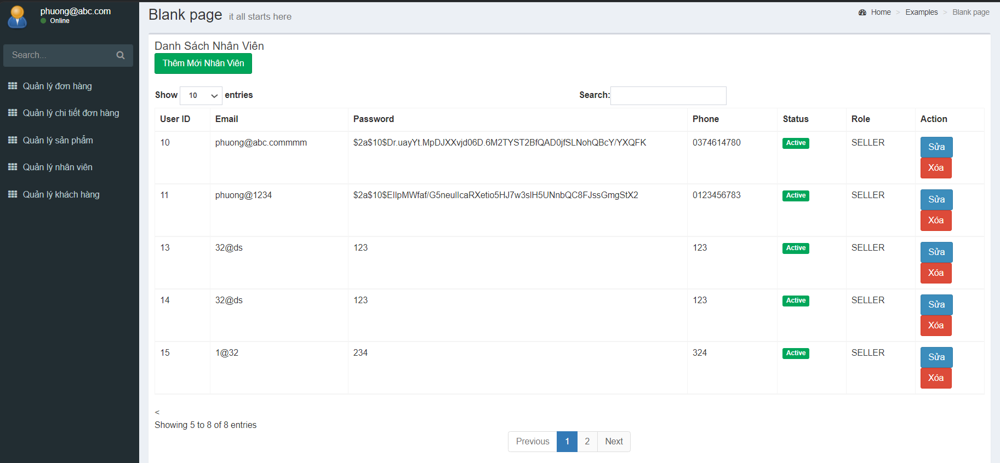 phuong@abc.com
Online
Search...
Quản lý đơn hàng
Quản lý chi tiết đơn hàng
Quản lý sản phẩm
Quản lý nhân viên
Quản lý khách hàng
Blank page it all starts here
Home > Examples > Blank page
Danh Sách Nhân Viên
Thêm Mới Nhân Viên
Show 10 entries Search:
User ID Email Password Phone Status Role Action
10 phuong@abc.commmm $2a$10$Dr.uayYt.MpDJXXvjd06D.6M2TYST2BfQAD0jfSLNohQBcY/YXQFK 0374614780 Active SELLER Sửa
Xóa
11 phuong@1234 $2a$10$EIlpMWfaf/G5neulIcaRXetio5HJ7w3slH5UNnbQC8FJssGmgStX2 0123456783 Active SELLER Sửa
Xóa
13 32@ds 123 123 Active SELLER Sửa
Xóa
14 32@ds 123 123 Active SELLER Sửa
Xóa
15 1@32 234 324 Active SELLER Sửa
Xóa
<
Showing 5 to 8 of 8 entries
Previous 1 2 Next